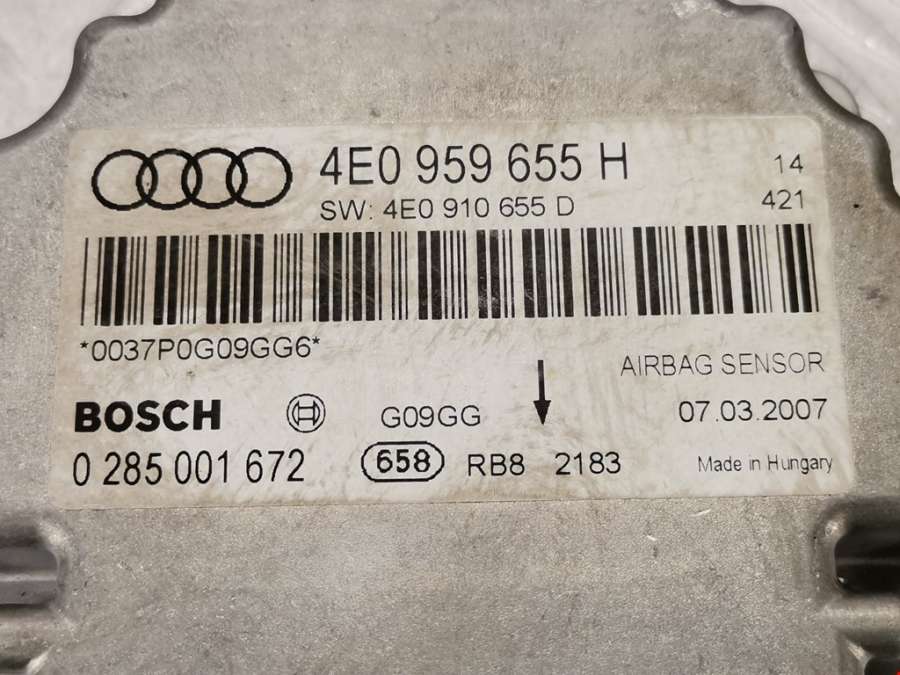 4E0 959 655 H 14
SW: 4E0 910 655 D 421
*0037P0G09GG6*
AIRBAG SENSOR
BOSCH G09GG 07.03.2007
0 285 001 672 658 RB8 2183 Made in Hungary